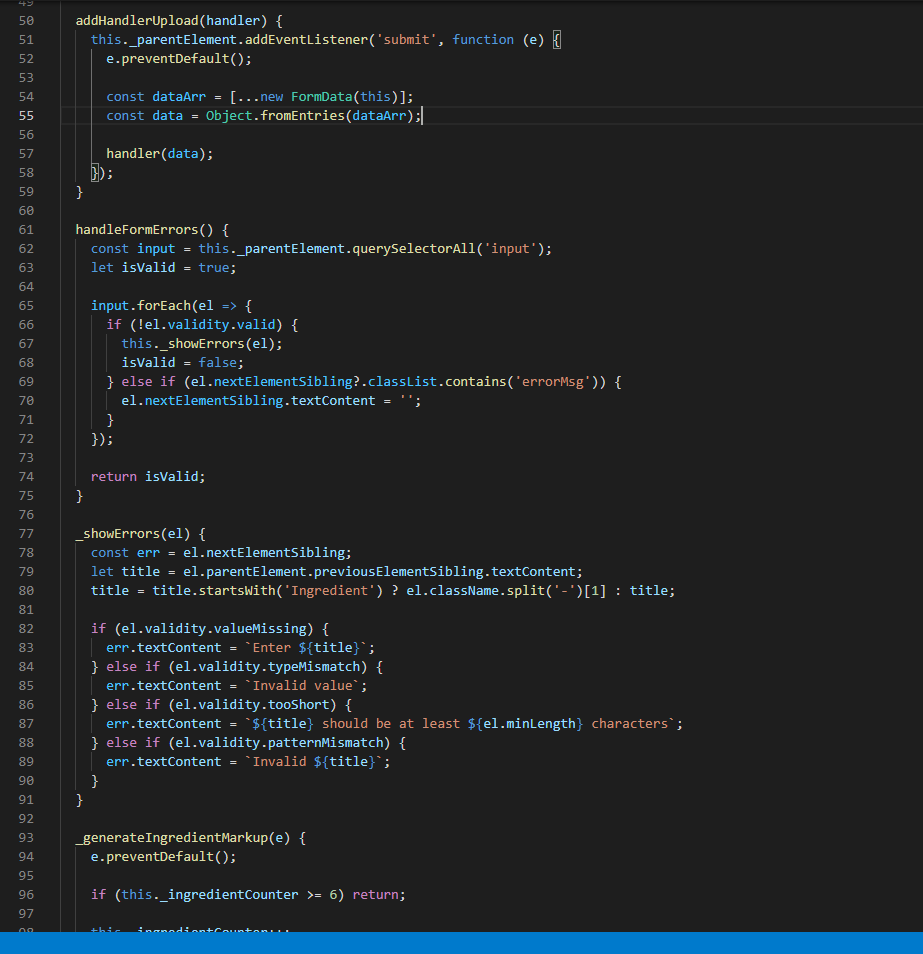 49
50 addHandlerUpload(handler) {
51 this._parentElement.addEventListener('submit', function (e) {
52 e.preventDefault();
53
54 const dataArr = [...new FormData(this)];
55 const data = Object.fromEntries(dataArr);
56
57 handler(data);
58 });
59 }
60
61 handleFormErrors() {
62 const input = this._parentElement.querySelectorAll('input');
63 let isValid = true;
64
65 input.forEach(el => {
66 if (!el.validity.valid) {
67 this._showErrors(el);
68 isValid = false;
69 } else if (el.nextElementSibling?.classList.contains('errorMsg')) {
70 el.nextElementSibling.textContent = '';
71 }
72 });
73
74 return isValid;
75 }
76
77 _showErrors(el) {
78 const err = el.nextElementSibling;
79 let title = el.parentElement.previousElementSibling.textContent;
80 title = title.startsWith('Ingredient') ? el.className.split('-')[1] : title;
81
82 if (el.validity.valueMissing) {
83 err.textContent = `Enter ${title}`;
84 } else if (el.validity.typeMismatch) {
85 err.textContent = `Invalid value`;
86 } else if (el.validity.tooShort) {
87 err.textContent = `${title} should be at least ${el.minLength} characters`;
88 } else if (el.validity.patternMismatch) {
89 err.textContent = `Invalid ${title}`;
90 }
91 }
92
93 _generateIngredientMarkup(e) {
94 e.preventDefault();
95
96 if (this._ingredientCounter >= 6) return;
97
98 this._ingredientCounter++;